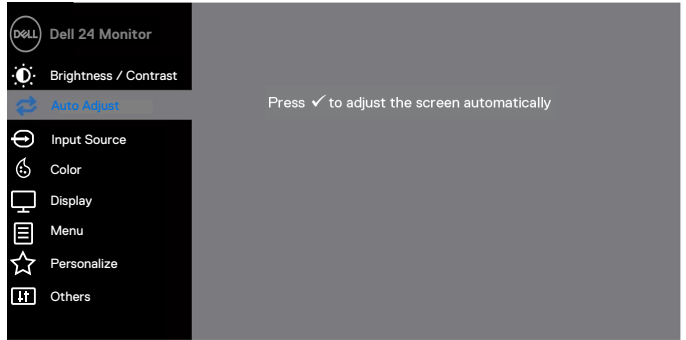 DELL
Dell 24 Monitor
Brightness / Contrast
Auto Adjust
Press ✓ to adjust the screen automatically
Input Source
Color
Display
Menu
Personalize
Others